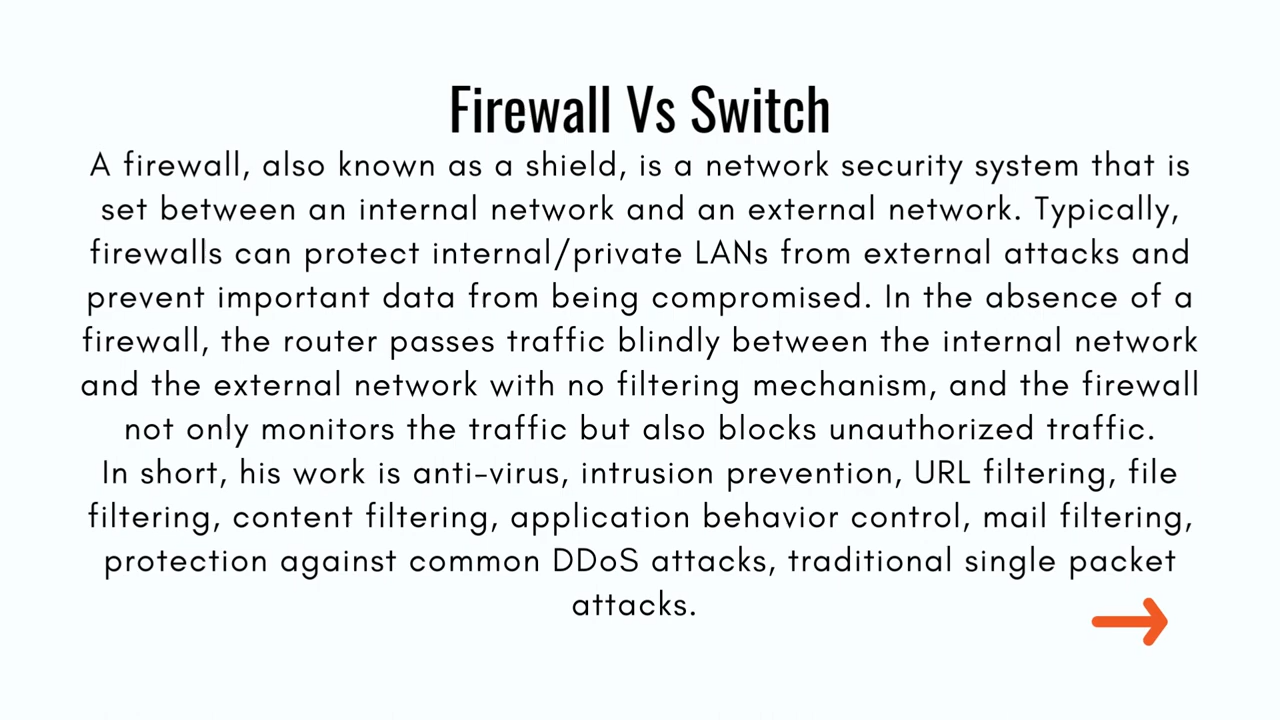 Firewall Vs Switch
A firewall, also known as a shield, is a network security system that is
set between an internal network and an external network. Typically,
firewalls can protect internal/private LANs from external attacks and
prevent important data from being compromised. In the absence of a
firewall, the router passes traffic blindly between the internal network
and the external network with no filtering mechanism, and the firewall
not only monitors the traffic but also blocks unauthorized traffic.
In short, his work is anti-virus, intrusion prevention, URL filtering, file
filtering, content filtering, application behavior control, mail filtering,
protection against common DDoS attacks, traditional single packet
attacks.